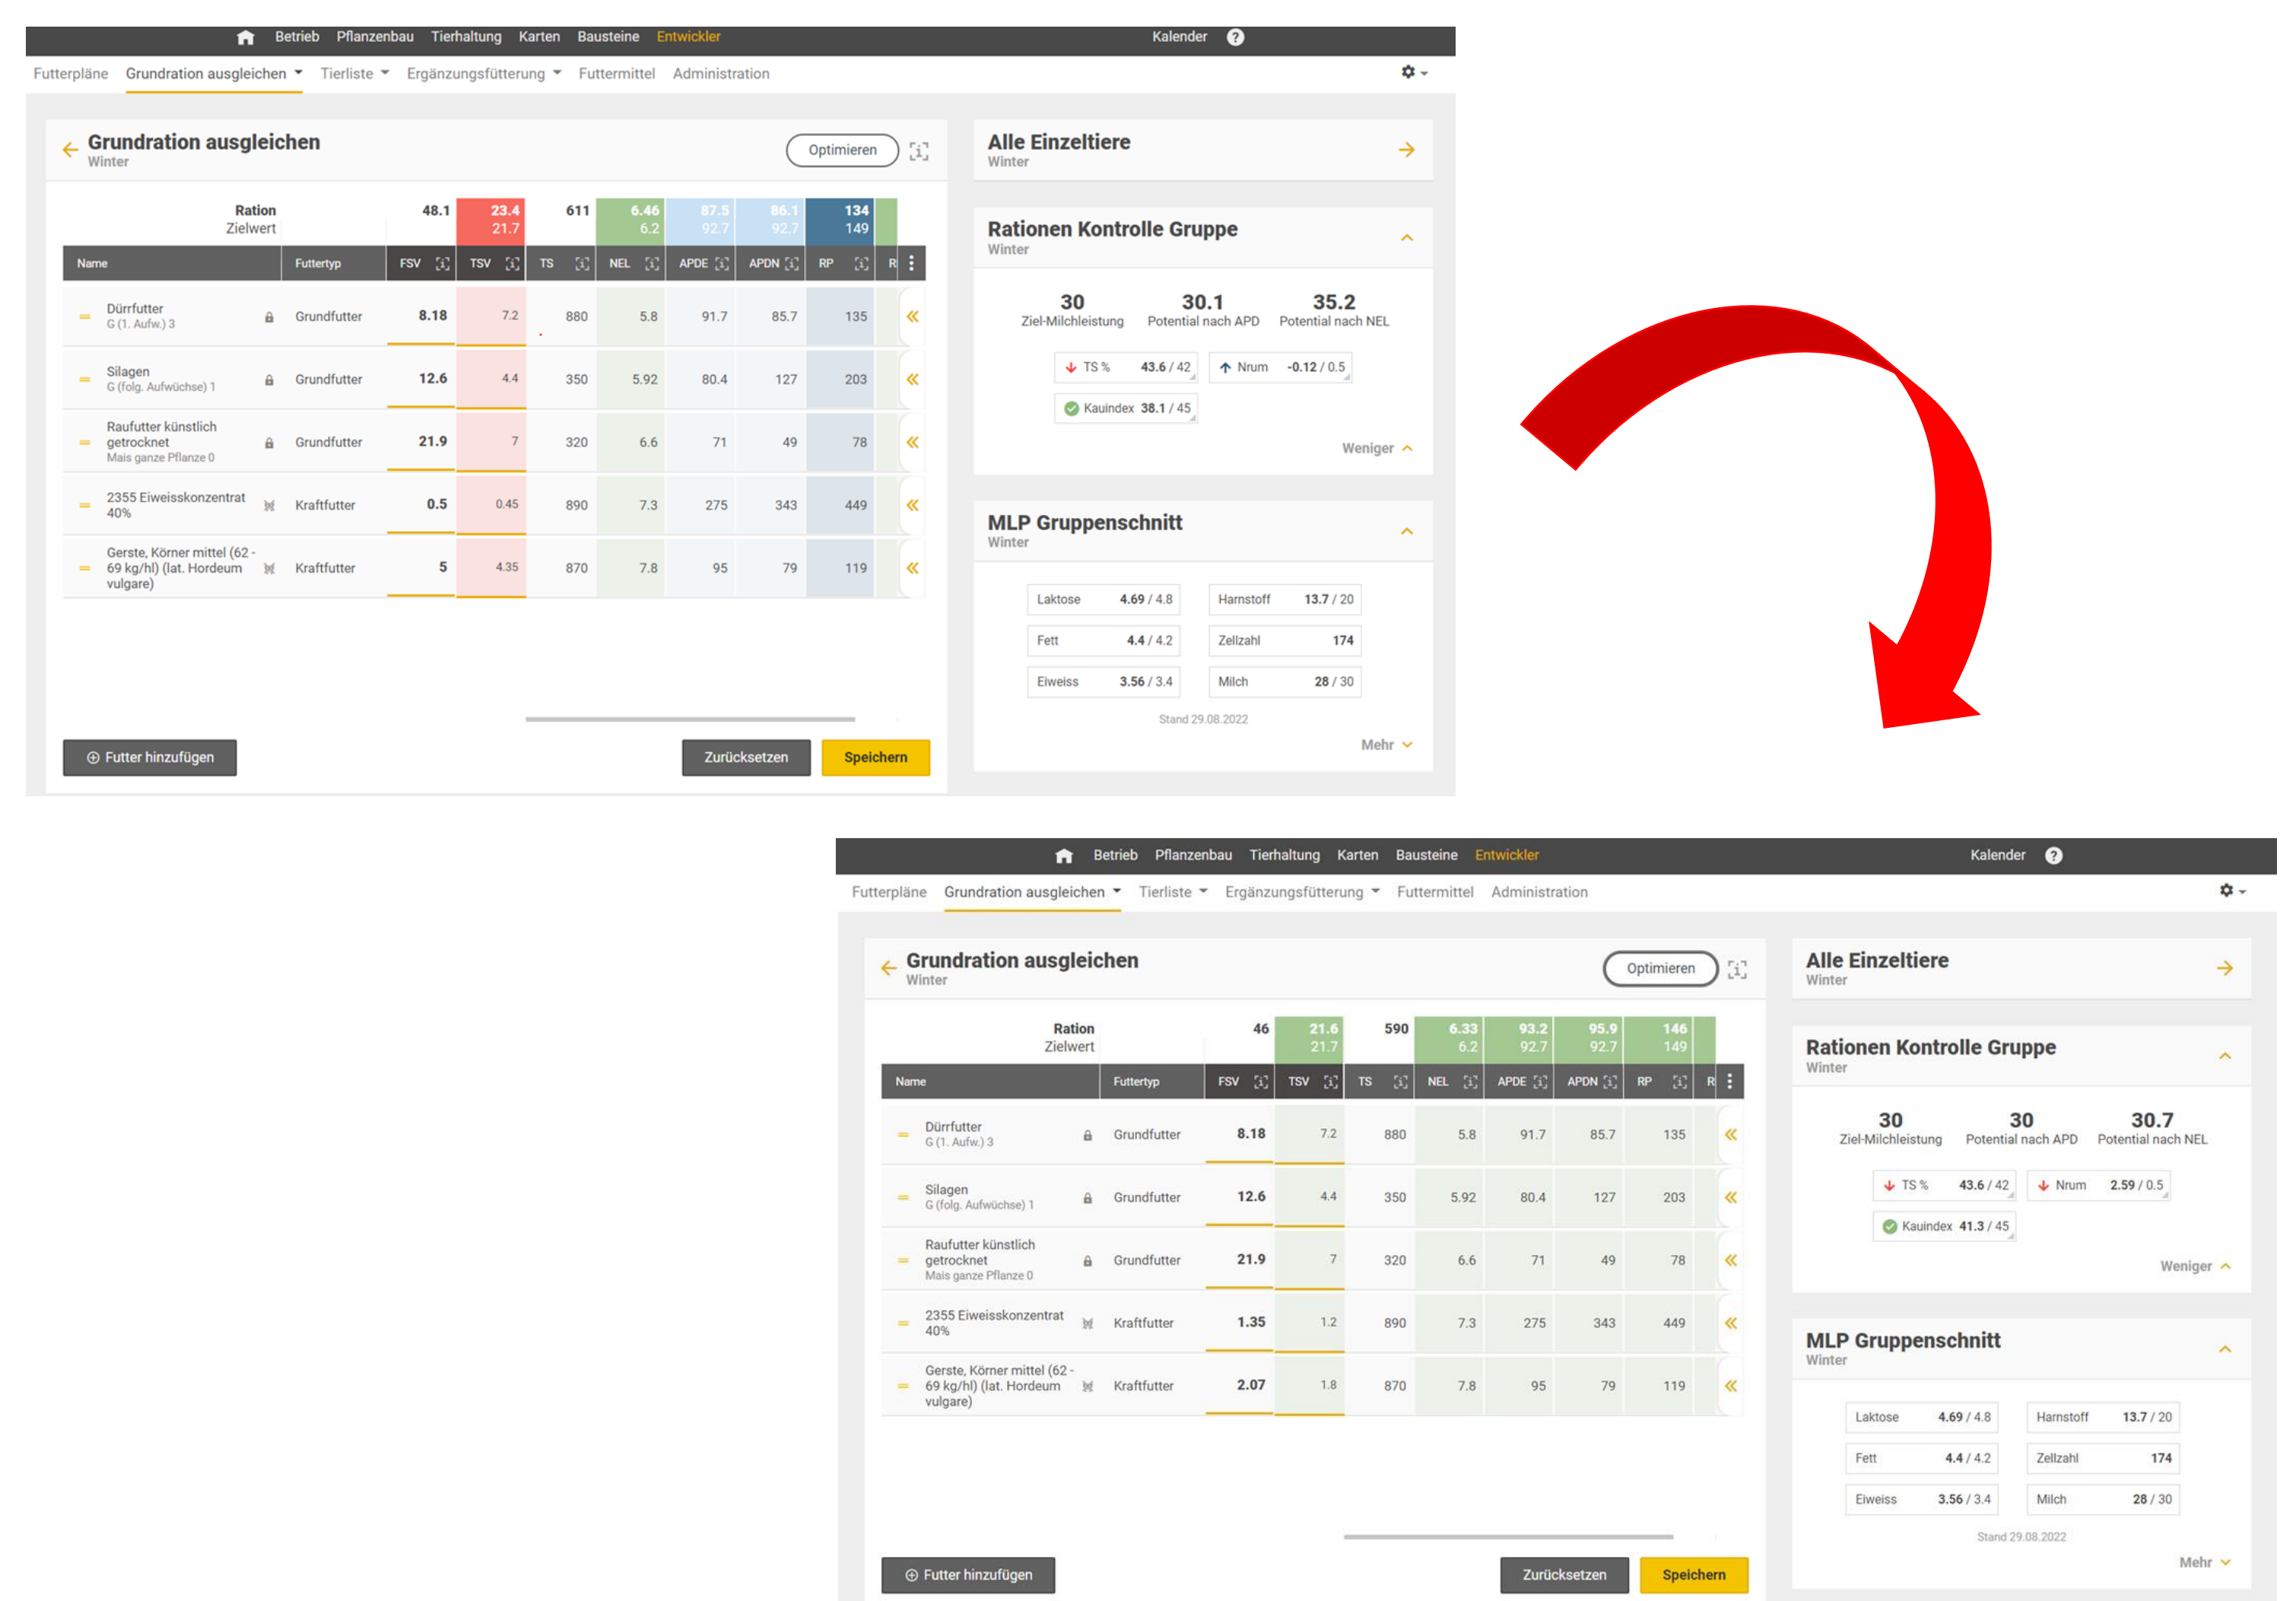 Betrieb Pflanzenbau Tierhaltung Karten Bausteine Entwickler Kalender ?
Futterpläne Grundration ausgleichen Tierliste Ergänzungsfütterung Futtermittel Administration
Grundration ausgleichen
Winter
Optimieren [i]
Ration 48.1 23.4 611 6.46 87.5 86.1 134
Zielwert 21.7 6.2 92.7 92.7 149
Name Futtertyp FSV [i] TSV [i] TS [i] NEL [i] APDE [i] APDN [i] RP [i] R
Dürrfutter
G (1. Aufw.) 3
Grundfutter 8.18 7.2 880 5.8 91.7 85.7 135
Silagen
G (folg. Aufwüchse) 1
Grundfutter 12.6 4.4 350 5.92 80.4 127 203
Raufutter künstlich
getrocknet
Mais ganze Pflanze 0
Grundfutter 21.9 7 320 6.6 71 49 78
2355 Eiweisskonzentrat
40%
Kraftfutter 0.5 0.45 890 7.3 275 343 449
Gerste, Körner mittel (62 -
69 kg/hl) (lat. Hordeum
vulgare)
Kraftfutter 5 4.35 870 7.8 95 79 119
Futter hinzufügen Zurücksetzen Speichern
Alle Einzeltiere
Winter
Rationen Kontrolle Gruppe
Winter
30 30.1 35.2
Ziel-Milchleistung Potential nach APD Potential nach NEL
TS % 43.6 / 42 Nrum -0.12 / 0.5
Kauindex 38.1 / 45
Weniger
MLP Gruppenschnitt
Winter
Laktose 4.69 / 4.8 Harnstoff 13.7 / 20
Fett 4.4 / 4.2 Zellzahl 174
Eiweiss 3.56 / 3.4 Milch 28 / 30
Stand 29.08.2022
Mehr
Betrieb Pflanzenbau Tierhaltung Karten Bausteine Entwickler Kalender ?
Futterpläne Grundration ausgleichen Tierliste Ergänzungsfütterung Futtermittel Administration
Grundration ausgleichen
Winter
Optimieren [i]
Ration 46 21.6 590 6.33 93.2 95.9 146
Zielwert 21.7 6.2 92.7 92.7 149
Name Futtertyp FSV [i] TSV [i] TS [i] NEL [i] APDE [i] APDN [i] RP [i] R
Dürrfutter
G (1. Aufw.) 3
Grundfutter 8.18 7.2 880 5.8 91.7 85.7 135
Silagen
G (folg. Aufwüchse) 1
Grundfutter 12.6 4.4 350 5.92 80.4 127 203
Raufutter künstlich
getrocknet
Mais ganze Pflanze 0
Grundfutter 21.9 7 320 6.6 71 49 78
2355 Eiweisskonzentrat
40%
Kraftfutter 1.35 1.2 890 7.3 275 343 449
Gerste, Körner mittel (62 -
69 kg/hl) (lat. Hordeum
vulgare)
Kraftfutter 2.07 1.8 870 7.8 95 79 119
Futter hinzufügen Zurücksetzen Speichern
Alle Einzeltiere
Winter
Rationen Kontrolle Gruppe
Winter
30 30 30.7
Ziel-Milchleistung Potential nach APD Potential nach NEL
TS % 43.6 / 42 Nrum 2.59 / 0.5
Kauindex 41.3 / 45
Weniger
MLP Gruppenschnitt
Winter
Laktose 4.69 / 4.8 Harnstoff 13.7 / 20
Fett 4.4 / 4.2 Zellzahl 174
Eiweiss 3.56 / 3.4 Milch 28 / 30
Stand 29.08.2022
Mehr